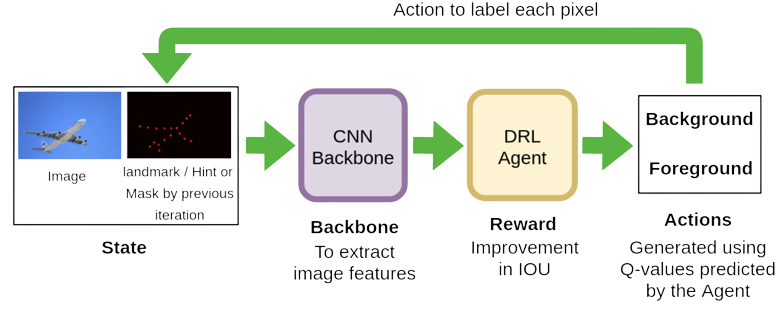 Action to label each pixel
Image
landmark / Hint or
Mask by previous
iteration
State
CNN
Backbone
Backbone
To extract
image features
DRL
Agent
Reward
Improvement
in IOU
Background
Foreground
Actions
Generated using
Q-values predicted
by the Agent